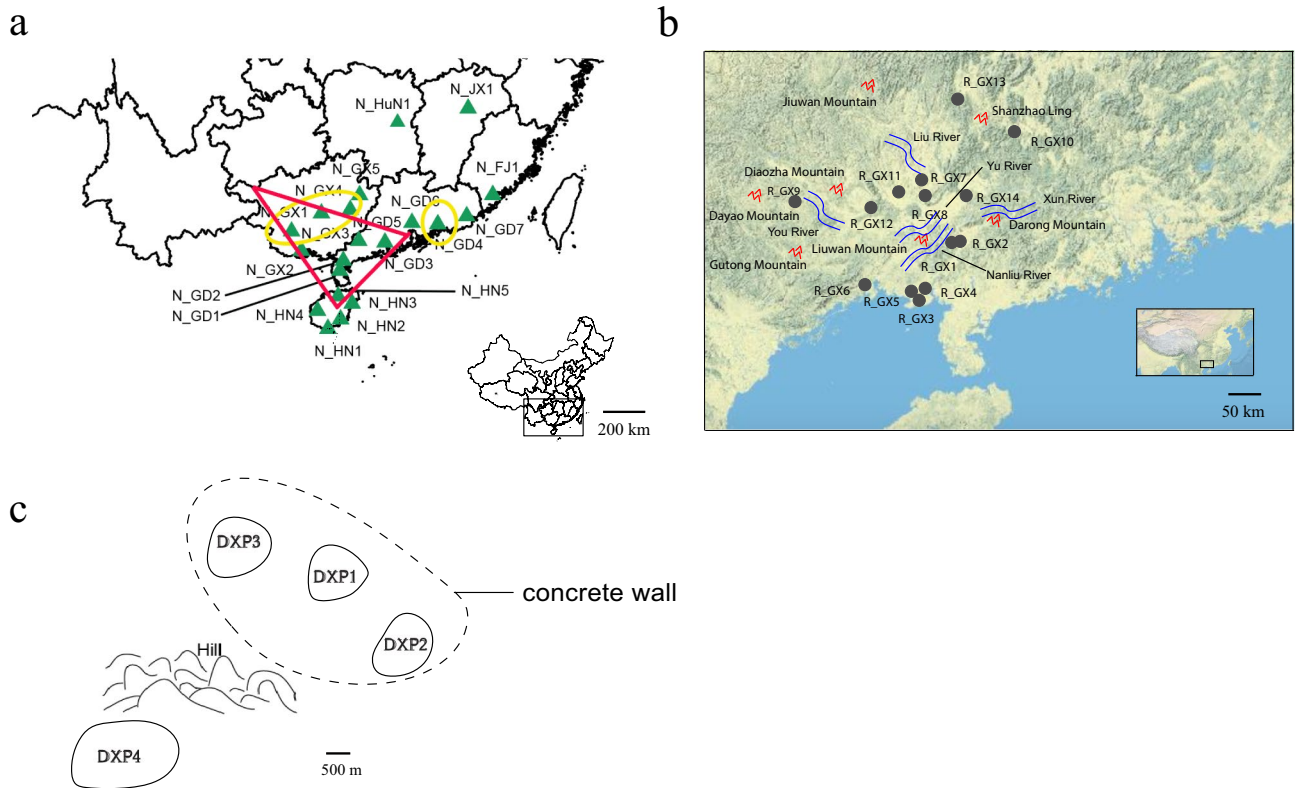 a
N_JX1
N_HuN1
N_GX5
N_FJ1
N_GX4
N_GD6
N_GX1
N_GD5
N_GD7
N_GX3
N_GD4
N_GX2
N_GD3
N_GD2
N_HN5
N_GD1
N_HN3
N_HN4
N_HN2
N_HN1
200 km
b
R_GX13
Jiuwan Mountain
Shanzhao Ling
Liu River
R_GX10
Yu River
Diaozha Mountain
R_GX11
R_GX7
R_GX9
R_GX14
Xun River
Dayao Mountain
R_GX12
R_GX8
You River
Darong Mountain
Liuwan Mountain
R_GX2
Gutong Mountain
R_GX1
Nanliu River
R_GX6
R_GX5
R_GX4
R_GX3
50 km
c
DXP3
DXP1
concrete wall
DXP2
Hill
DXP4
500 m